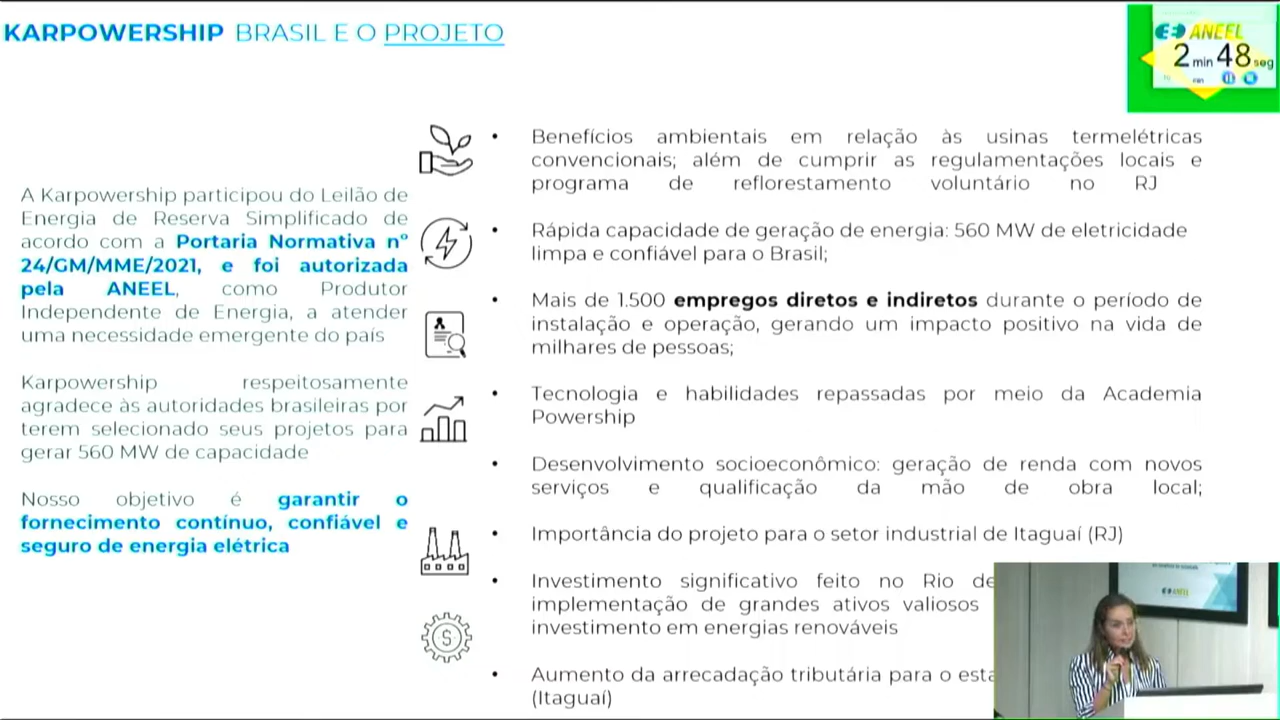 KARPOWERSHIP BRASIL E O PROJETO
ANEEL
2 min 48 seg
A Karpowership participou do Leilão de
Energia de Reserva Simplificado de
acordo com a Portaria Normativa nº
24/GM/MME/2021, e foi autorizada
pela ANEEL, como Produtor
Independente de Energia, a atender
uma necessidade emergente do país
Karpowership respeitosamente
agradece às autoridades brasileiras por
terem selecionado seus projetos para
gerar 560 MW de capacidade
Nosso objetivo é garantir o
fornecimento contínuo, confiável e
seguro de energia elétrica
• Benefícios ambientais em relação às usinas termelétricas
convencionais; além de cumprir as regulamentações locais e
programa de reflorestamento voluntário no RJ
• Rápida capacidade de geração de energia: 560 MW de eletricidade
limpa e confiável para o Brasil;
• Mais de 1.500 empregos diretos e indiretos durante o período de
instalação e operação, gerando um impacto positivo na vida de
milhares de pessoas;
• Tecnologia e habilidades repassadas por meio da Academia
Powership
• Desenvolvimento socioeconômico: geração de renda com novos
serviços e qualificação da mão de obra local;
• Importância do projeto para o setor industrial de Itaguaí (RJ)
• Investimento significativo feito no Rio de
implementação de grandes ativos valiosos
investimento em energias renováveis
• Aumento da arrecadação tributária para o esta
(Itaguaí)
$
ANEEL